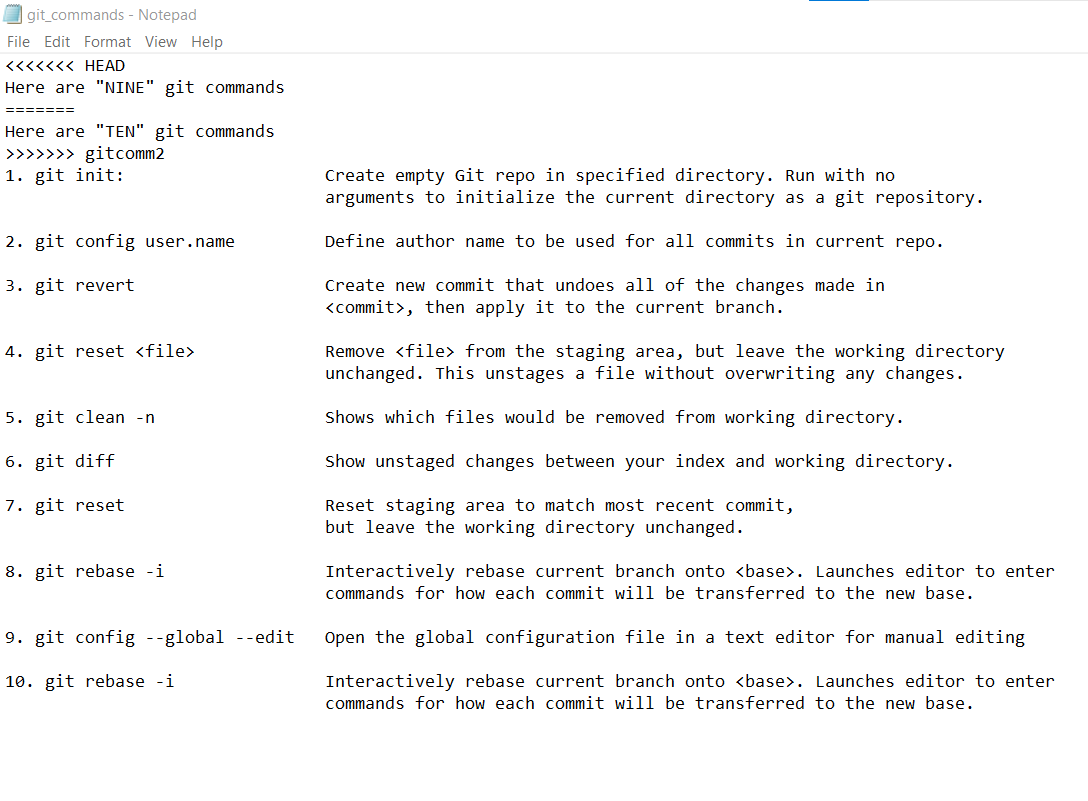 git_commands - Notepad
File Edit Format View Help
<<<<<<< HEAD
Here are "NINE" git commands
=======
Here are "TEN" git commands
>>>>>>> gitcomm2
1. git init: Create empty Git repo in specified directory. Run with no
arguments to initialize the current directory as a git repository.
2. git config user.name Define author name to be used for all commits in current repo.
3. git revert Create new commit that undoes all of the changes made in
<commit>, then apply it to the current branch.
4. git reset <file> Remove <file> from the staging area, but leave the working directory
unchanged. This unstages a file without overwriting any changes.
5. git clean -n Shows which files would be removed from working directory.
6. git diff Show unstaged changes between your index and working directory.
7. git reset Reset staging area to match most recent commit,
but leave the working directory unchanged.
8. git rebase -i Interactively rebase current branch onto <base>. Launches editor to enter
commands for how each commit will be transferred to the new base.
9. git config --global --edit Open the global configuration file in a text editor for manual editing
10. git rebase -i Interactively rebase current branch onto <base>. Launches editor to enter
commands for how each commit will be transferred to the new base.